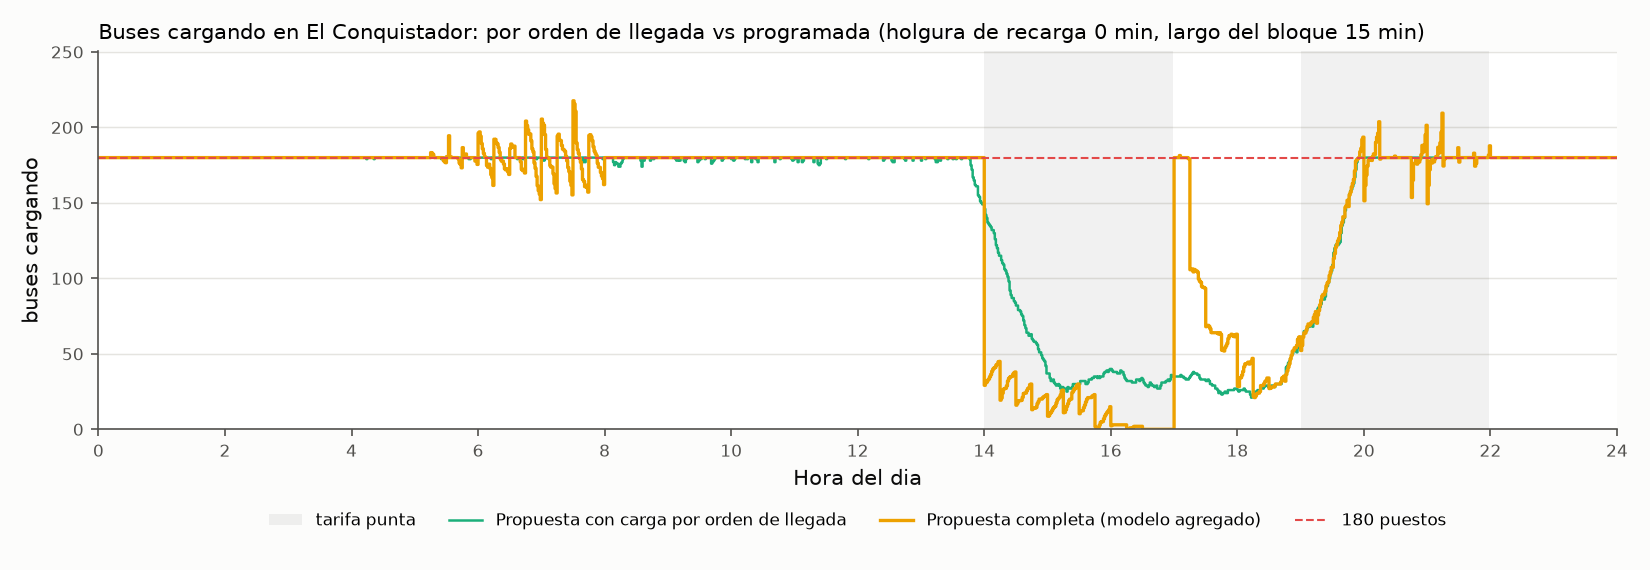 Buses cargando en El Conquistador: por orden de llegada vs programada (holgura de recarga 0 min, largo del bloque 15 min)
250
200
150
100
50
0
buses cargando
0 2 4 6 8 10 12 14 16 18 20 22 24
Hora del dia
tarifa punta Propuesta con carga por orden de llegada Propuesta completa (modelo agregado) 180 puestos